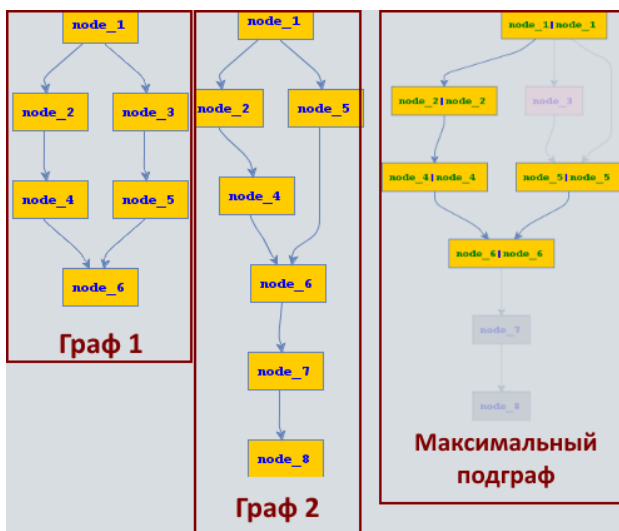 node_1
node_2
node_3
node_4
node_5
node_6
Граф 1
node_1
node_2
node_5
node_4
node_6
node_7
node_8
Граф 2
node_1|node_1
node_2|node_2
node_3
node_4|node_4
node_5|node_5
node_6|node_6
node_7
node_8
Максимальный
подграф